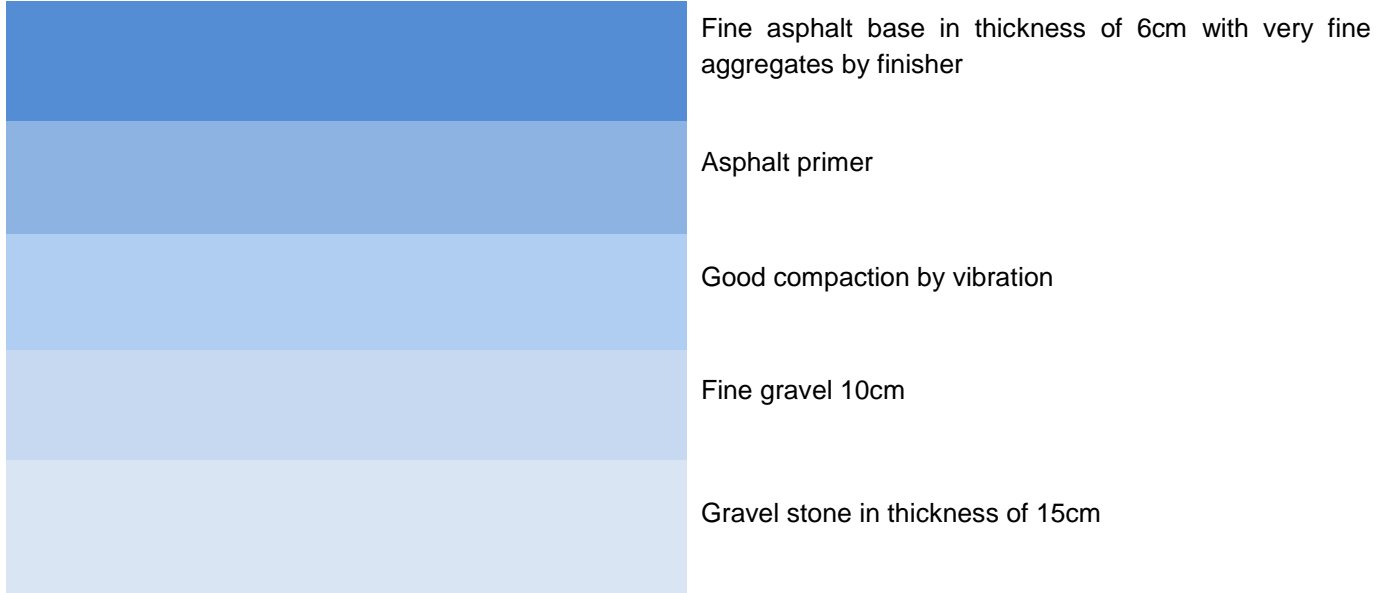 Fine asphalt base in thickness of 6cm with very fine
aggregates by finisher
Asphalt primer
Good compaction by vibration
Fine gravel 10cm
Gravel stone in thickness of 15cm